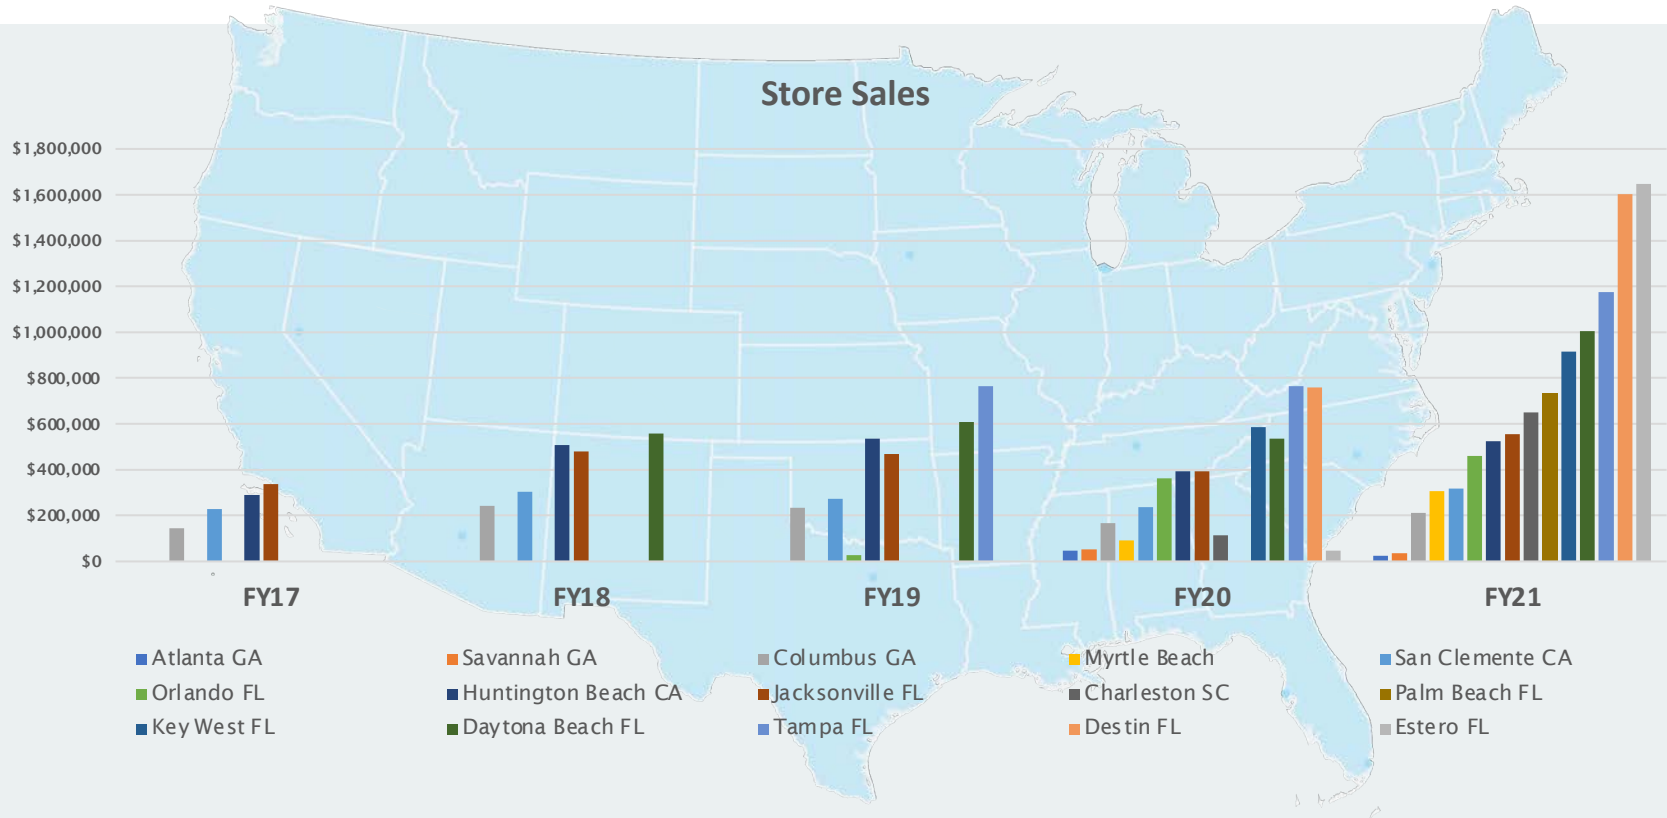 Store Sales
$1,800,000
$1,600,000
$1,400,000
$1,200,000
$1,000,000
$800,000
$600,000
$400,000
$200,000
$0
FY17 FY18 FY19 FY20 FY21
Atlanta GA Savannah GA Columbus GA Myrtle Beach San Clemente CA
Orlando FL Huntington Beach CA Jacksonville FL Charleston SC Palm Beach FL
Key West FL Daytona Beach FL Tampa FL Destin FL Estero FL